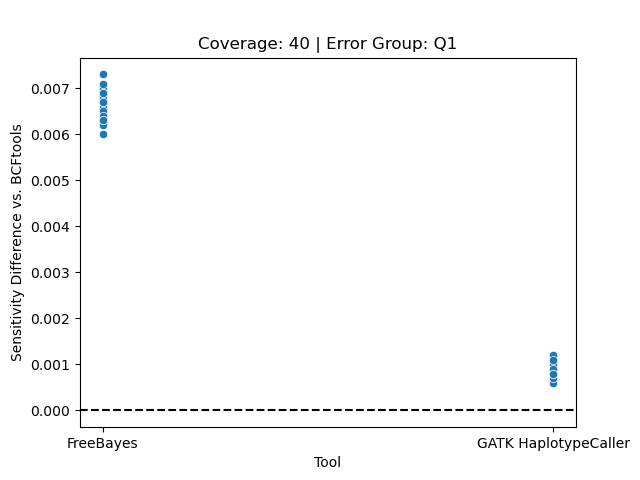 Coverage: 40 | Error Group: Q1
Sensitivity Difference vs. BCFtools
0.007
0.006
0.005
0.004
0.003
0.002
0.001
0.000
FreeBayes
GATK HaplotypeCaller
Tool